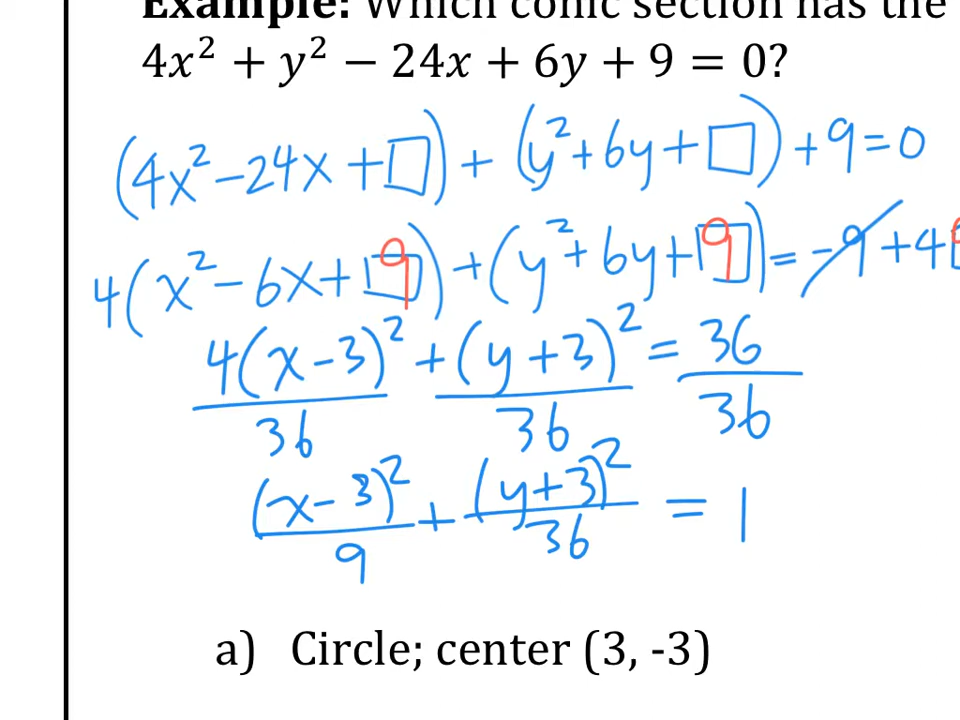 Example: Which conic section has the
4x² + y² − 24x + 6y + 9 = 0?
(4x² − 24x + □) + (y² + 6y + □) + 9 = 0
4(x² − 6x + 9) + (y² + 6y + 9) = −9 + 4
4(x − 3)²/36 + (y + 3)²/36 = 36/36
(x − 3)²/9 + (y + 3)²/36 = 1
a) Circle; center (3, -3)